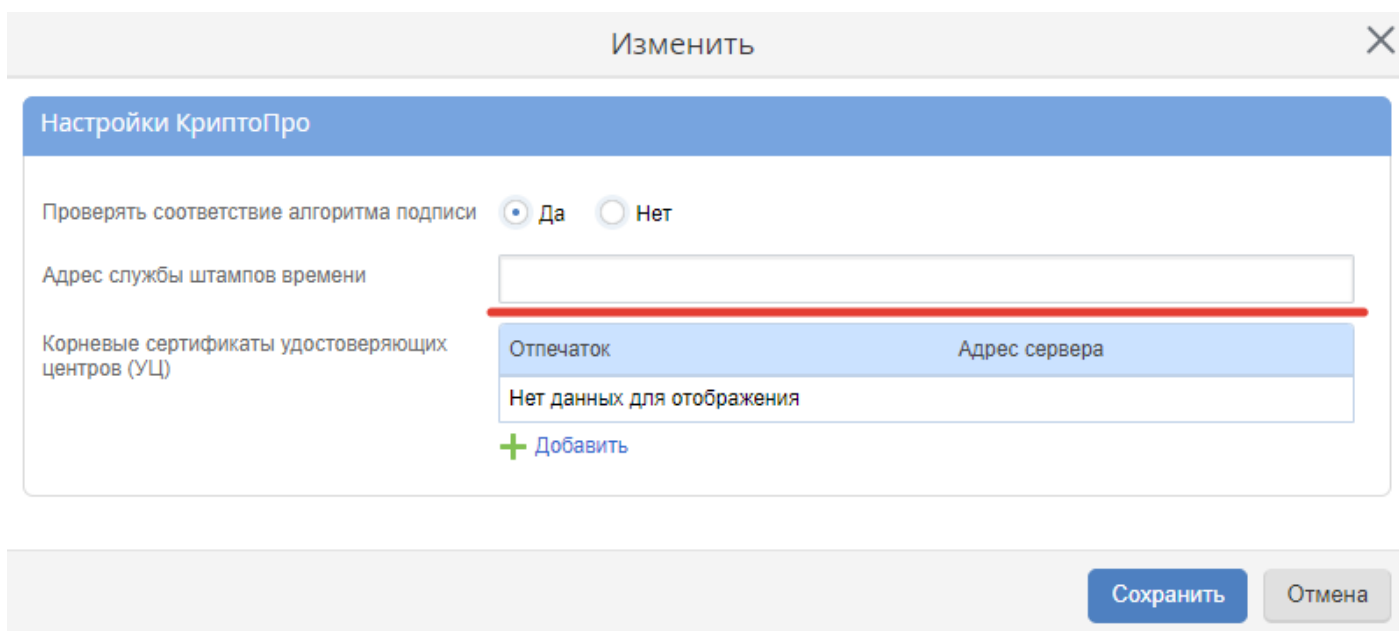 Изменить
Настройки КриптоПро
Проверять соответствие алгоритма подписи Да Нет
Адрес службы штампов времени
Корневые сертификаты удостоверяющих
центров (УЦ)
Отпечаток Адрес сервера
Нет данных для отображения
Добавить
Сохранить Отмена